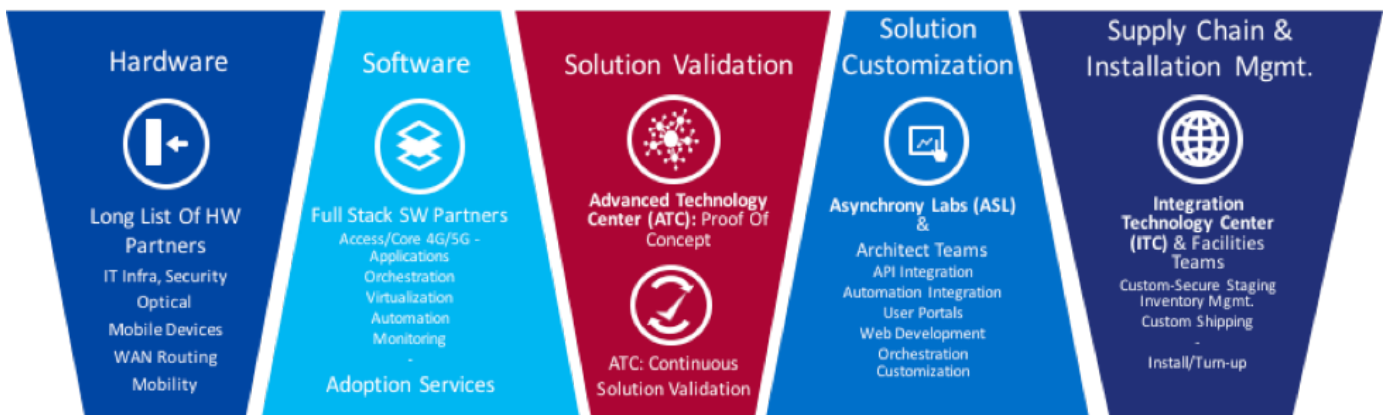 Hardware
Long List Of HW
Partners
IT Infra, Security
Optical
Mobile Devices
WAN Routing
Mobility
Software
Full Stack SW Partners
Access/Core 4G/5G -
Applications
Orchestration
Virtualization
Automation
Monitoring
-
Adoption Services
Solution Validation
Advanced Technology
Center (ATC): Proof Of
Concept
ATC: Continuous
Solution Validation
Solution
Customization
Asynchrony Labs (ASL)
&
Architect Teams
API Integration
Automation Integration
User Portals
Web Development
Orchestration
Customization
Supply Chain &
Installation Mgmt.
Integration
Technology Center
(ITC) & Facilities
Teams
Custom-Secure Staging
Inventory Mgmt.
Custom Shipping
-
Install/Turn-up